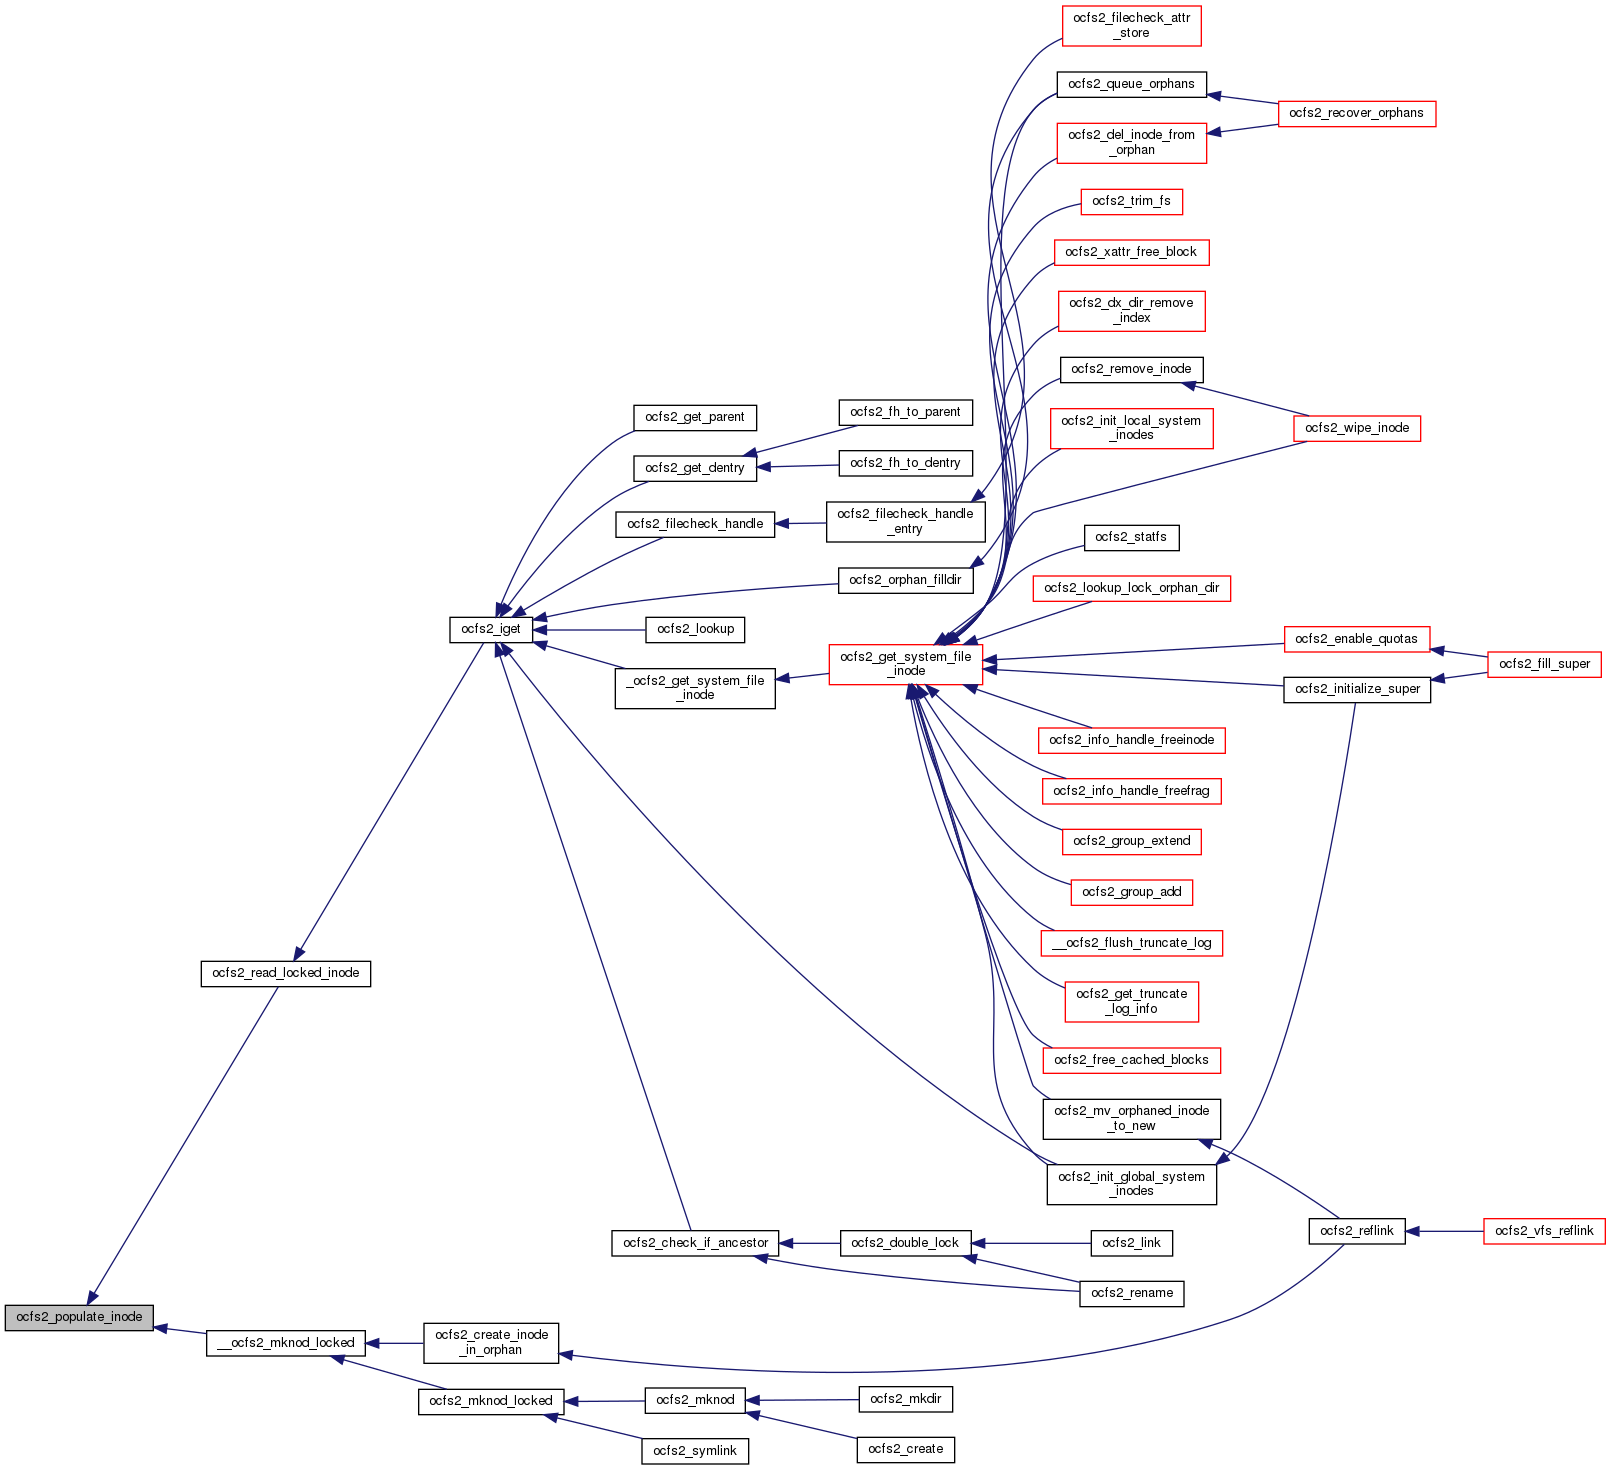 ocfs2_filecheck_attr
_store
ocfs2_queue_orphans
ocfs2_recover_orphans
ocfs2_del_inode_from
_orphan
ocfs2_trim_fs
ocfs2_xattr_free_block
ocfs2_dx_dir_remove
_index
ocfs2_remove_inode
ocfs2_get_parent
ocfs2_fh_to_parent
ocfs2_init_local_system
_inodes
ocfs2_wipe_inode
ocfs2_get_dentry
ocfs2_fh_to_dentry
ocfs2_filecheck_handle
ocfs2_filecheck_handle
_entry
ocfs2_statfs
ocfs2_orphan_filldir
ocfs2_lookup_lock_orphan_dir
ocfs2_iget
ocfs2_lookup
ocfs2_enable_quotas
ocfs2_get_system_file
_inode
ocfs2_fill_super
_ocfs2_get_system_file
_inode
ocfs2_initialize_super
ocfs2_info_handle_freeinode
ocfs2_info_handle_freefrag
ocfs2_group_extend
ocfs2_group_add
__ocfs2_flush_truncate_log
ocfs2_read_locked_inode
ocfs2_get_truncate
_log_info
ocfs2_free_cached_blocks
ocfs2_mv_orphaned_inode
_to_new
ocfs2_init_global_system
_inodes
ocfs2_reflink
ocfs2_vfs_reflink
ocfs2_check_if_ancestor
ocfs2_double_lock
ocfs2_link
ocfs2_rename
ocfs2_populate_inode
__ocfs2_mknod_locked
ocfs2_create_inode
_in_orphan
ocfs2_mknod_locked
ocfs2_mknod
ocfs2_mkdir
ocfs2_symlink
ocfs2_create